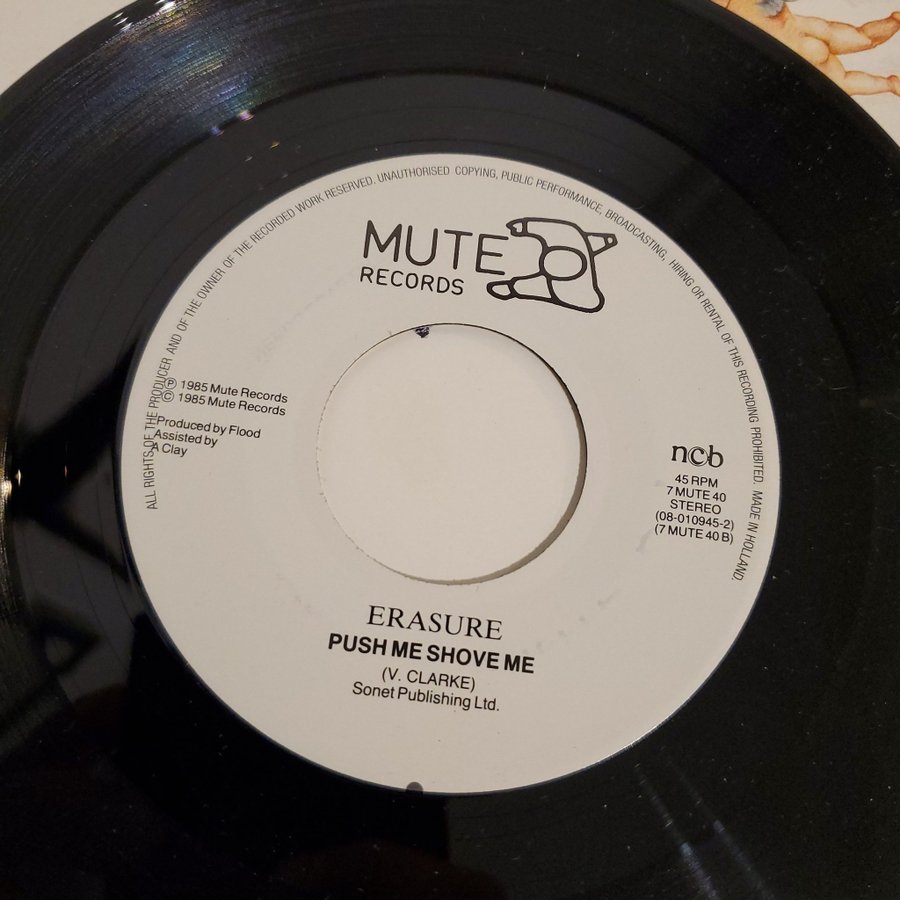 ALL RIGHTS OF THE PRODUCER AND OF THE OWNER OF THE RECORDED WORK RESERVED. UNAUTHORISED COPYING, PUBLIC PERFORMANCE, BROADCASTING, HIRING OR RENTAL OF THIS RECORDING PROHIBITED. MADE IN HOLLAND.
MUTE
RECORDS
℗ 1985 Mute Records
© 1985 Mute Records
Produced by Flood
Assisted by
A Clay
ncb
45 RPM
7 MUTE 40
STEREO
(08-010945-2)
(7 MUTE 40 B)
ERASURE
PUSH ME SHOVE ME
(V. CLARKE)
Sonet Publishing Ltd.